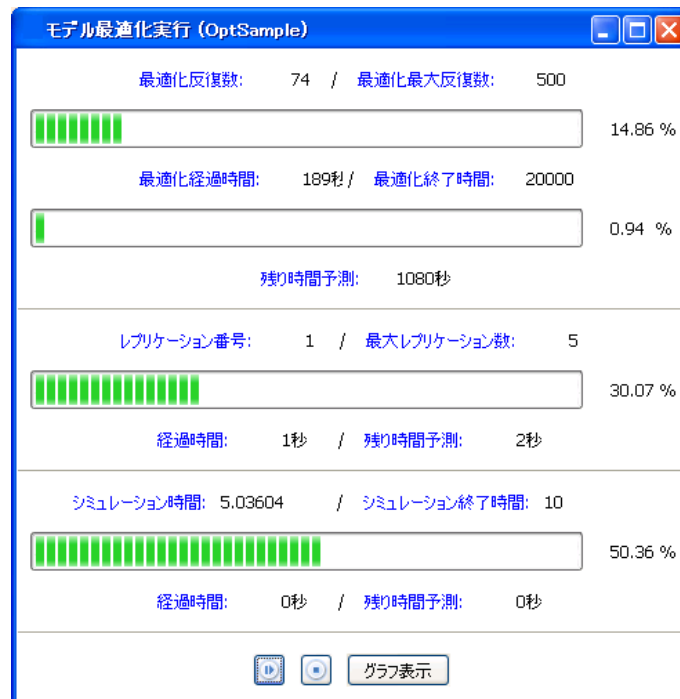 モデル最適化実行 (OptSample)
最適化反復数: 74 / 最適化最大反復数: 500
14.86 %
最適化経過時間: 189秒 / 最適化終了時間: 20000
0.94 %
残り時間予測: 1080秒
レプリケーション番号: 1 / 最大レプリケーション数: 5
30.07 %
経過時間: 1秒 / 残り時間予測: 2秒
シミュレーション時間: 5.03604 / シミュレーション終了時間: 10
50.36 %
経過時間: 0秒 / 残り時間予測: 0秒
グラフ表示